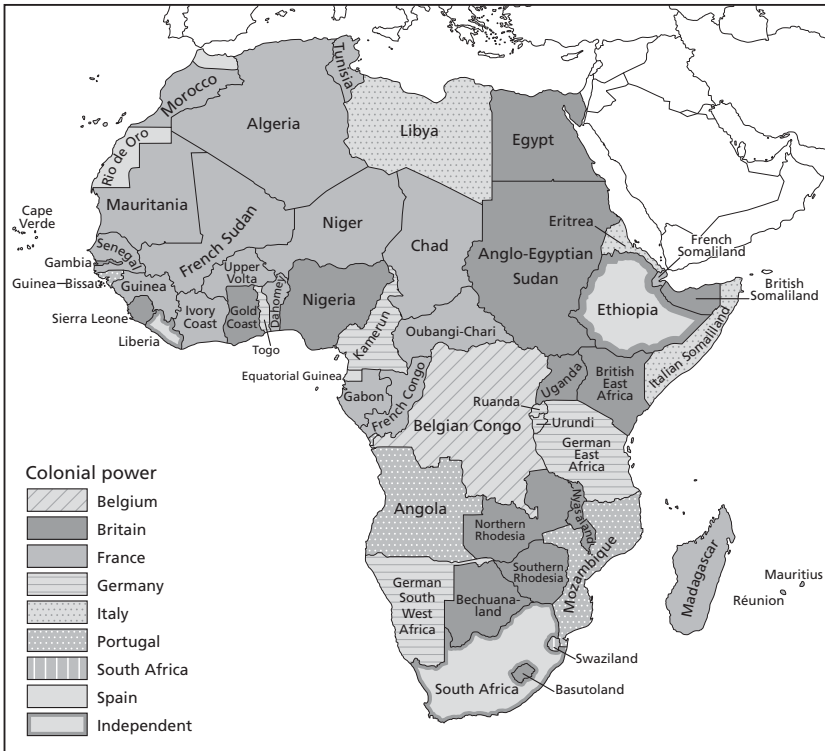 Tunisia
Morocco
Algeria
Libya
Egypt
Rio de Oro
Mauritania
French Sudan
Niger
Chad
Anglo-Egyptian
Sudan
Eritrea
French
Somaliland
Cape
Verde
Senegal
Gambia
Guinea-Bissau
Guinea
Upper
Volta
Dahomey
Nigeria
British
Somaliland
Ethiopia
Sierra Leone
Ivory
Coast
Gold
Coast
Liberia
Togo
Kamerun
Oubangi-Chari
Italian Somaliland
Equatorial Guinea
Gabon
French Congo
Uganda
British
East
Africa
Ruanda
Belgian Congo
Urundi
German
East
Africa
Colonial power
Belgium
Britain
France
Germany
Italy
Portugal
South Africa
Spain
Independent
Angola
Northern
Rhodesia
Nyasaland
Mozambique
Southern
Rhodesia
German
South
West
Africa
Bechuana-
land
Madagascar
Mauritius
Réunion
Swaziland
South Africa
Basutoland